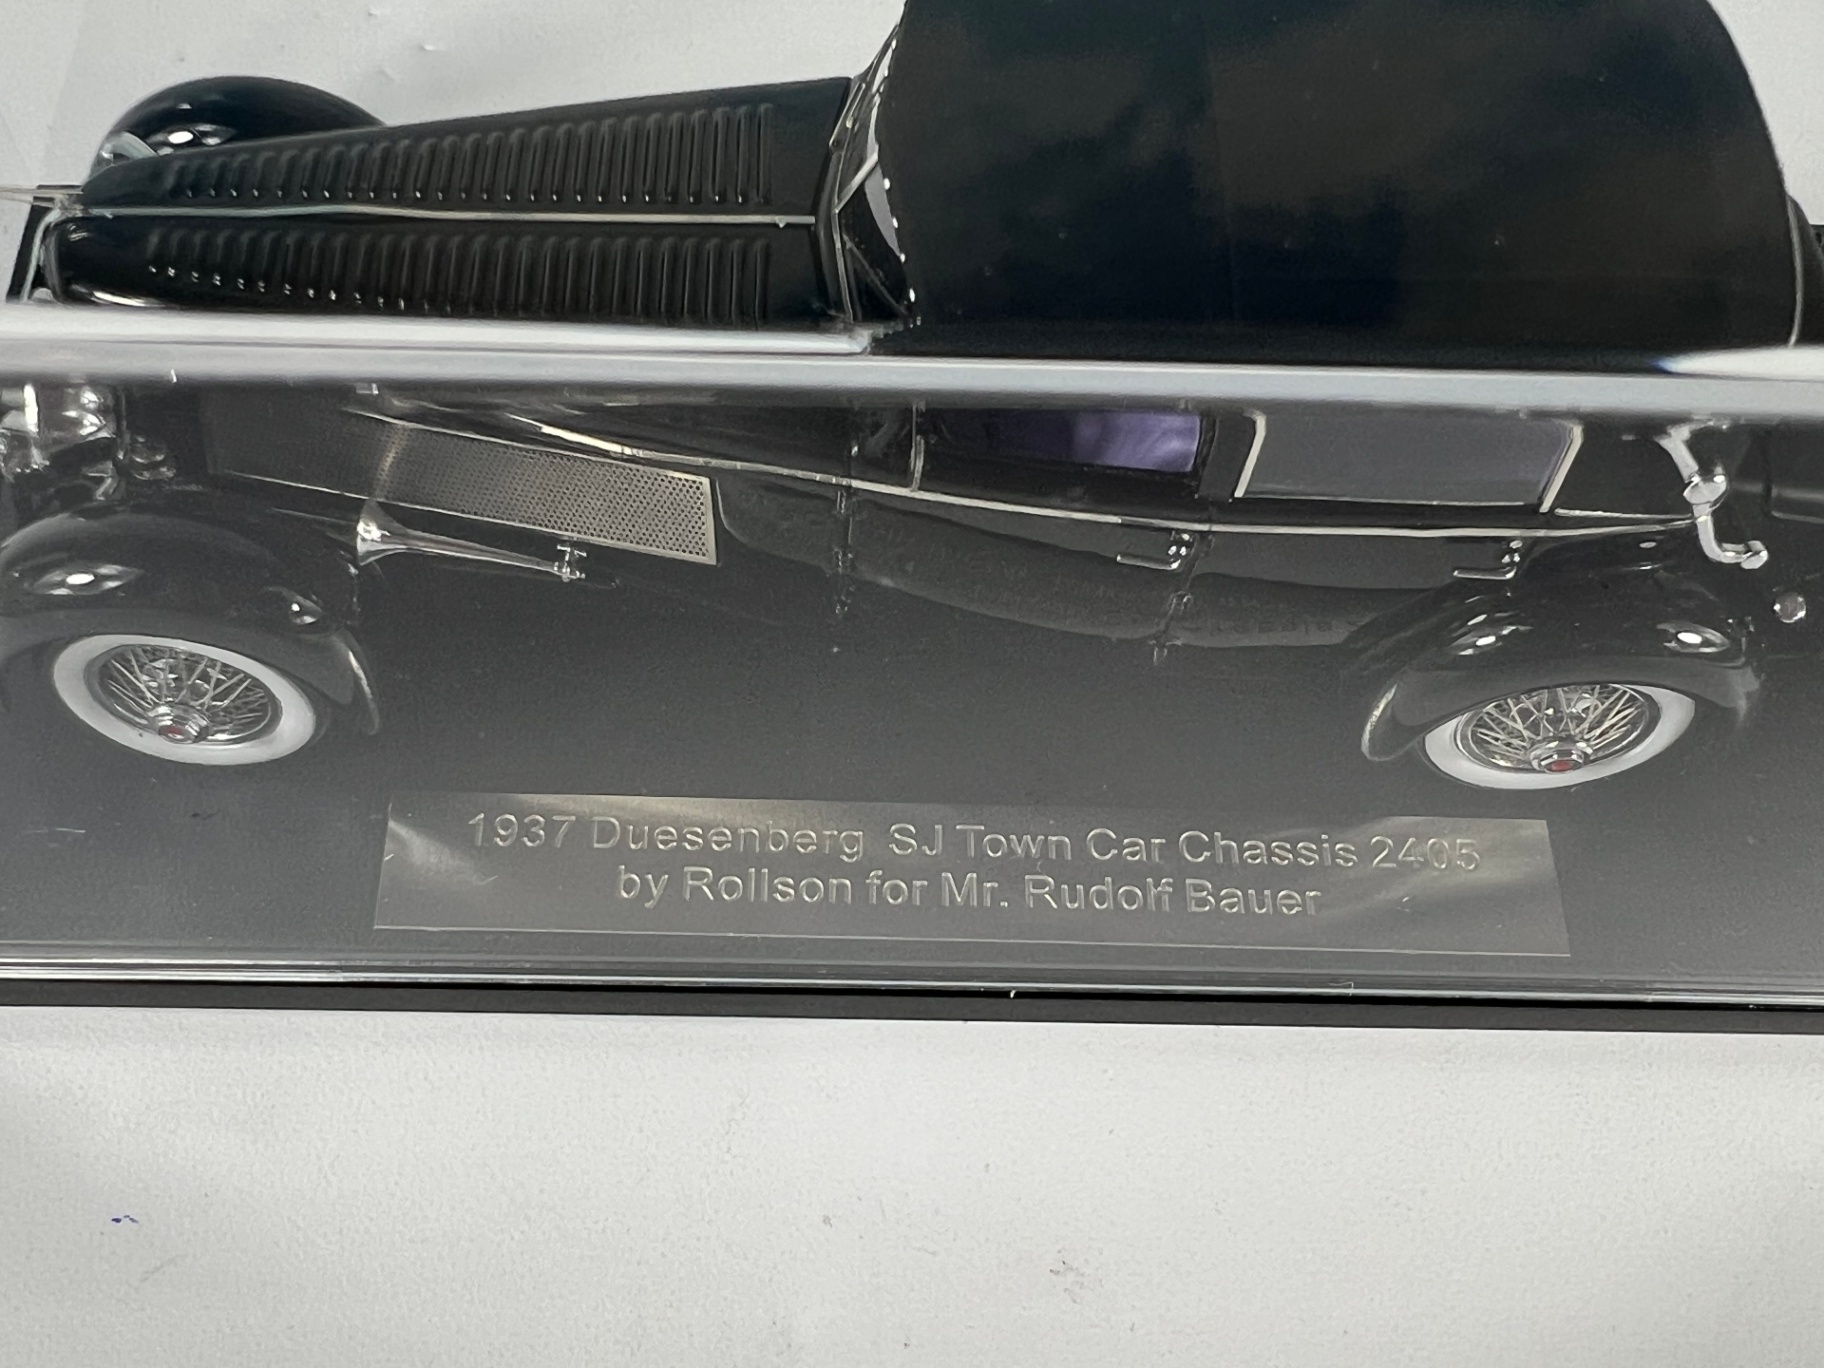 1937 Duesenberg SJ Town Car Chassis 2405
by Rollson for Mr. Rudolf Bauer